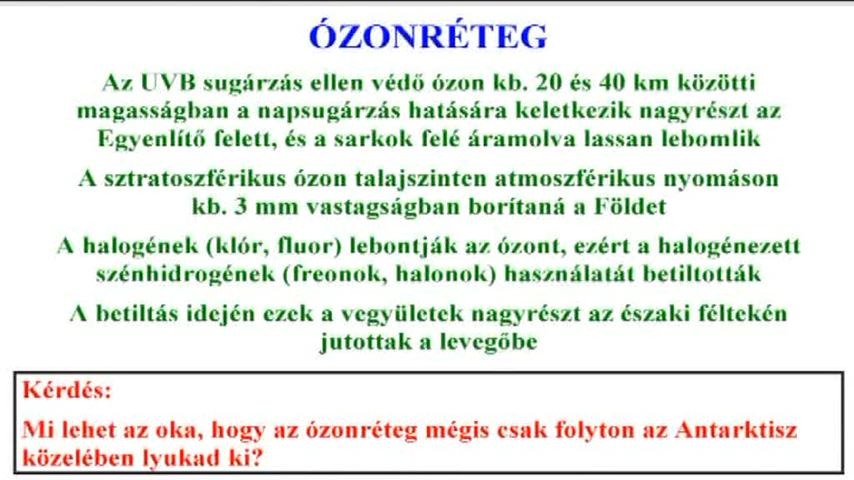 ÓZONRÉTEG
Az UVB sugárzás ellen védő ózon kb. 20 és 40 km közötti
magasságban a napsugárzás hatására keletkezik nagyrészt az
Egyenlítő felett, és a sarkok felé áramolva lassan lebomlik
A sztratoszférikus ózon talajszinten atmoszférikus nyomáson
kb. 3 mm vastagságban borítaná a Földet
A halogének (klór, fluor) lebontják az ózont, ezért a halogénezett
szénhidrogének (freonok, halonok) használatát betiltották
A betiltás idején ezek a vegyületek nagyrészt az északi féltekén
jutottak a levegőbe
Kérdés:
Mi lehet az oka, hogy az ózonréteg mégis csak folyton az Antarktisz
közelében lyukad ki?